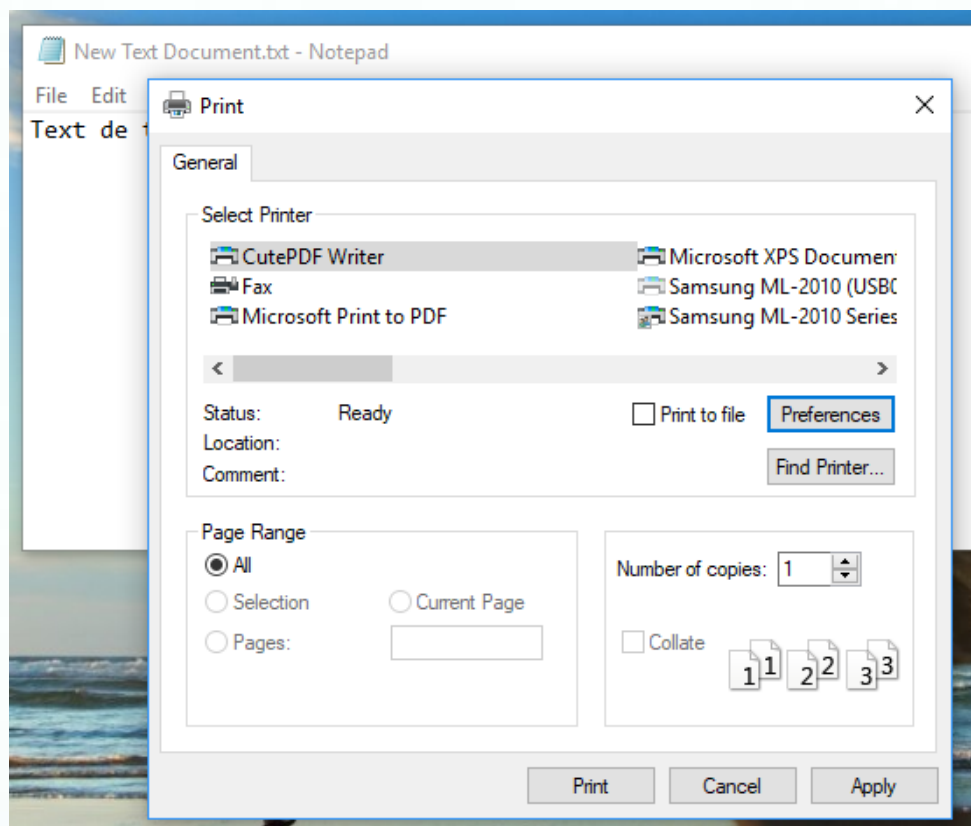 New Text Document.txt - Notepad
File Edit
Text de
Print
General
Select Printer
CutePDF Writer
Microsoft XPS Documen
Fax
Samsung ML-2010 (USB
Microsoft Print to PDF
Samsung ML-2010 Series
Status: Ready
Print to file
Preferences
Location:
Comment:
Find Printer...
Page Range
All
Number of copies: 1
Selection
Current Page
Pages:
Collate
1 1 2 2 3 3
Print
Cancel
Apply